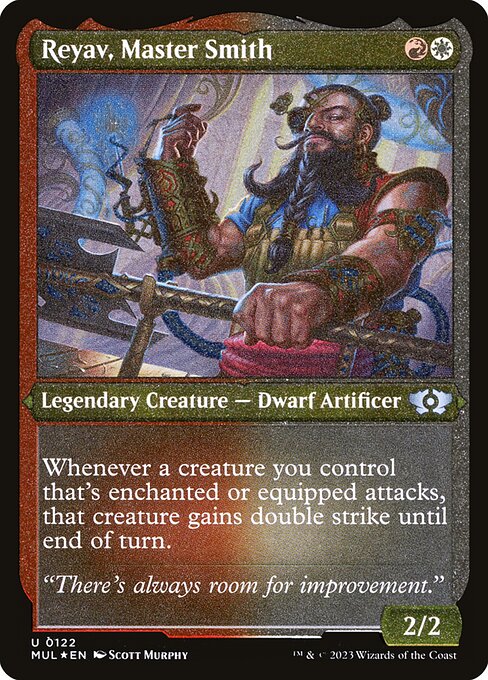 Reyav, Master Smith
Legendary Creature — Dwarf Artificer
Whenever a creature you control
that's enchanted or equipped attacks,
that creature gains double strike until
end of turn.
“There's always room for improvement.”
2/2
U 0122
MUL★EN Scott Murphy
™ & © 2023 Wizards of the Coast